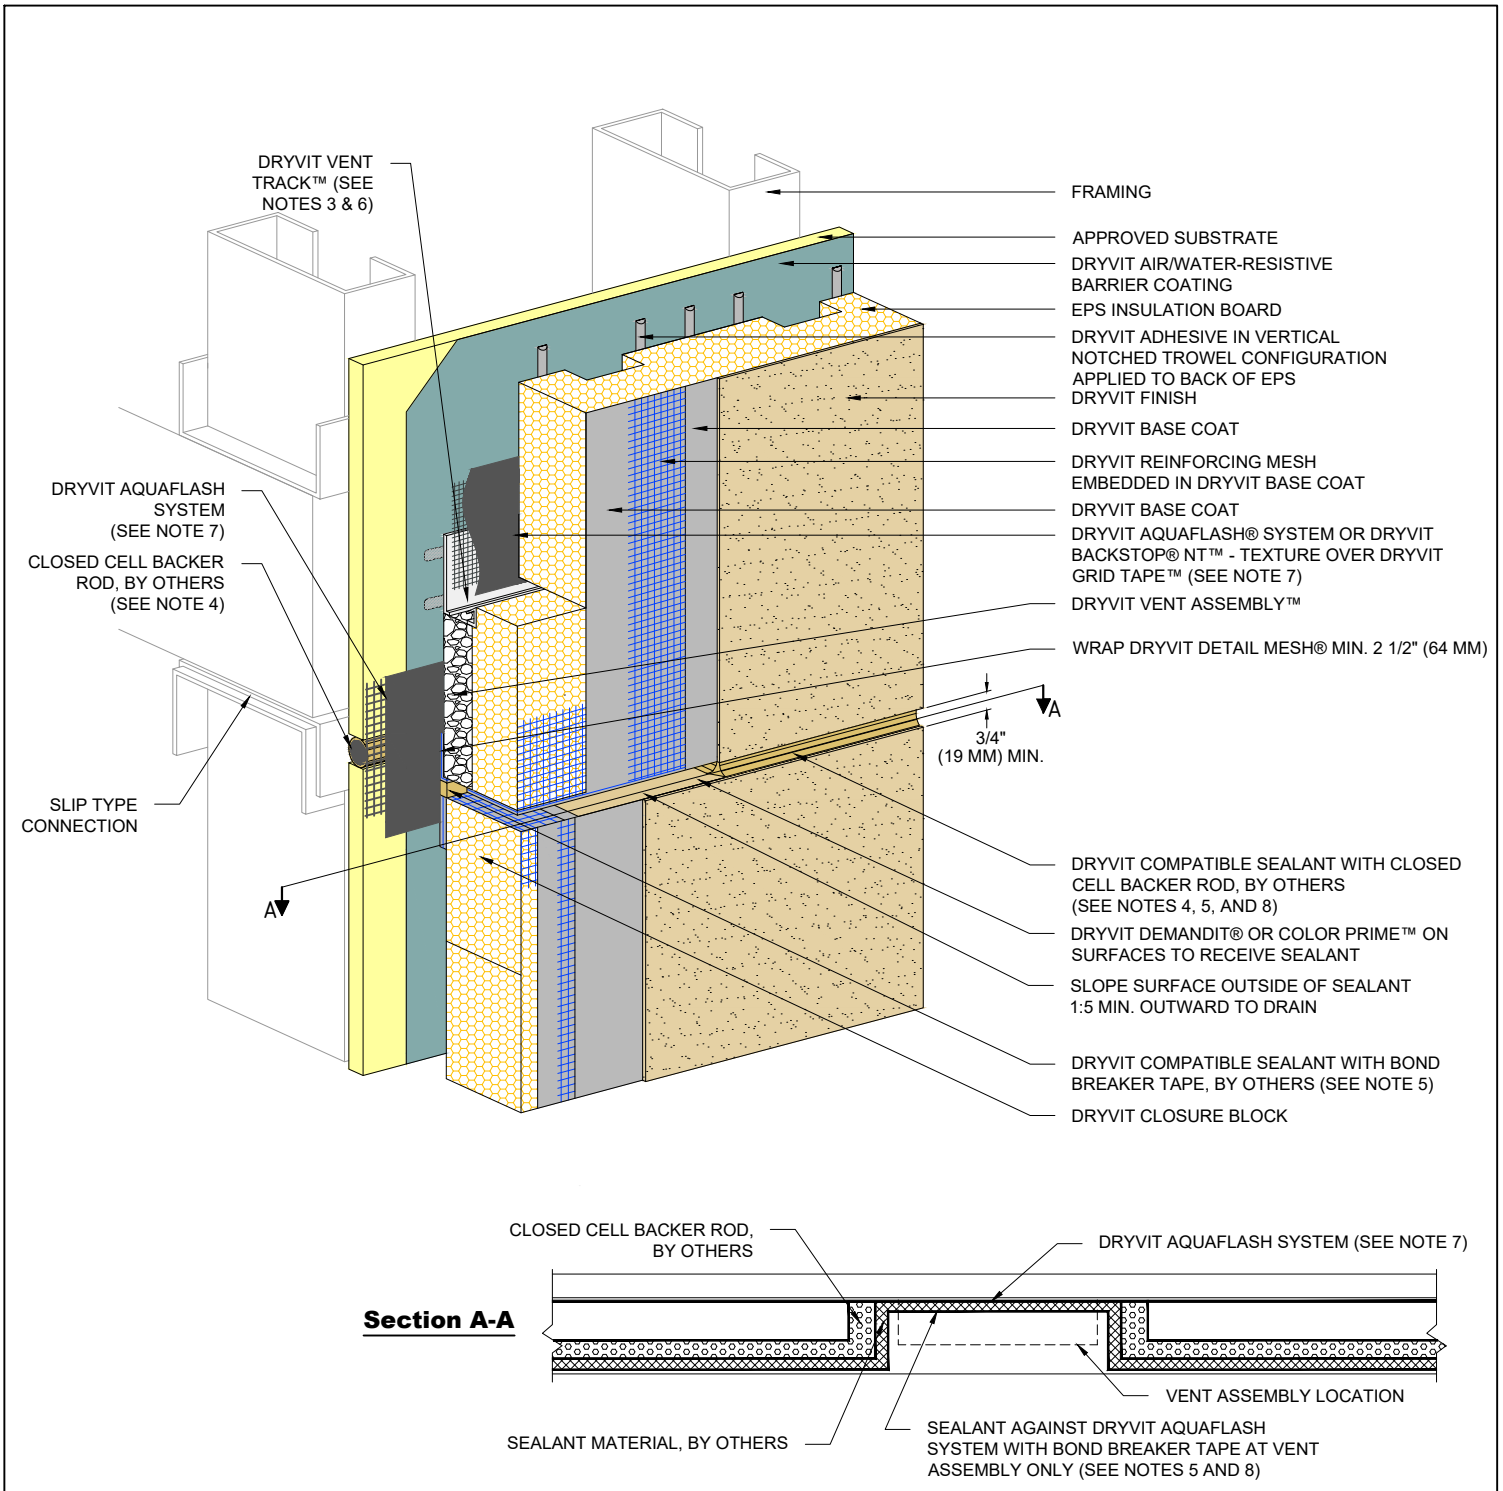 DRYVIT VENT
TRACK™ (SEE
NOTES 3 & 6)
DRYVIT AQUAFLASH
SYSTEM
(SEE NOTE 7)
CLOSED CELL BACKER
ROD, BY OTHERS
(SEE NOTE 4)
SLIP TYPE
CONNECTION
FRAMING
APPROVED SUBSTRATE
DRYVIT AIR/WATER-RESISTIVE
BARRIER COATING
EPS INSULATION BOARD
DRYVIT ADHESIVE IN VERTICAL
NOTCHED TROWEL CONFIGURATION
APPLIED TO BACK OF EPS
DRYVIT FINISH
DRYVIT BASE COAT
DRYVIT REINFORCING MESH
EMBEDDED IN DRYVIT BASE COAT
DRYVIT BASE COAT
DRYVIT AQUAFLASH® SYSTEM OR DRYVIT
BACKSTOP® NT™ - TEXTURE OVER DRYVIT
GRID TAPE™ (SEE NOTE 7)
DRYVIT VENT ASSEMBLY™
WRAP DRYVIT DETAIL MESH® MIN. 2 1/2" (64 MM)
A
3/4"
(19 MM) MIN.
A
DRYVIT COMPATIBLE SEALANT WITH CLOSED
CELL BACKER ROD, BY OTHERS
(SEE NOTES 4, 5, AND 8)
DRYVIT DEMANDIT® OR COLOR PRIME™ ON
SURFACES TO RECEIVE SEALANT
SLOPE SURFACE OUTSIDE OF SEALANT
1:5 MIN. OUTWARD TO DRAIN
DRYVIT COMPATIBLE SEALANT WITH BOND
BREAKER TAPE, BY OTHERS (SEE NOTE 5)
DRYVIT CLOSURE BLOCK
CLOSED CELL BACKER ROD,
BY OTHERS
DRYVIT AQUAFLASH SYSTEM (SEE NOTE 7)
Section A-A
VENT ASSEMBLY LOCATION
SEALANT MATERIAL, BY OTHERS
SEALANT AGAINST DRYVIT AQUAFLASH
SYSTEM WITH BOND BREAKER TAPE AT VENT
ASSEMBLY ONLY (SEE NOTES 5 AND 8)